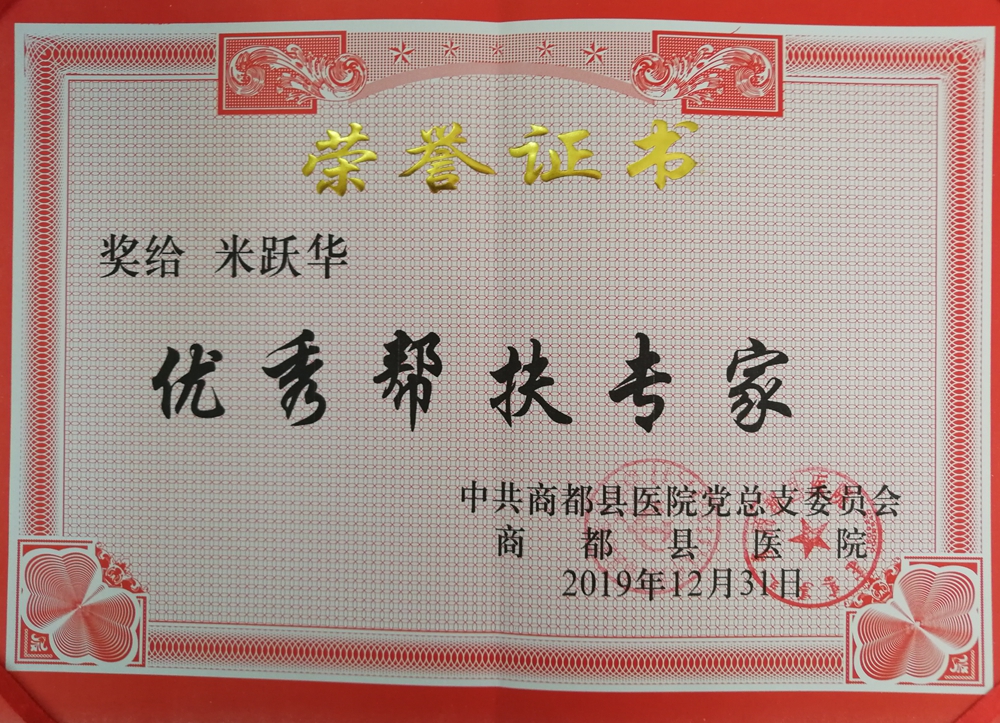 荣誉证书
奖给 米跃华
优秀帮扶专家
中共商都县医院党总支委员会
商都县医院
2019年12月31日